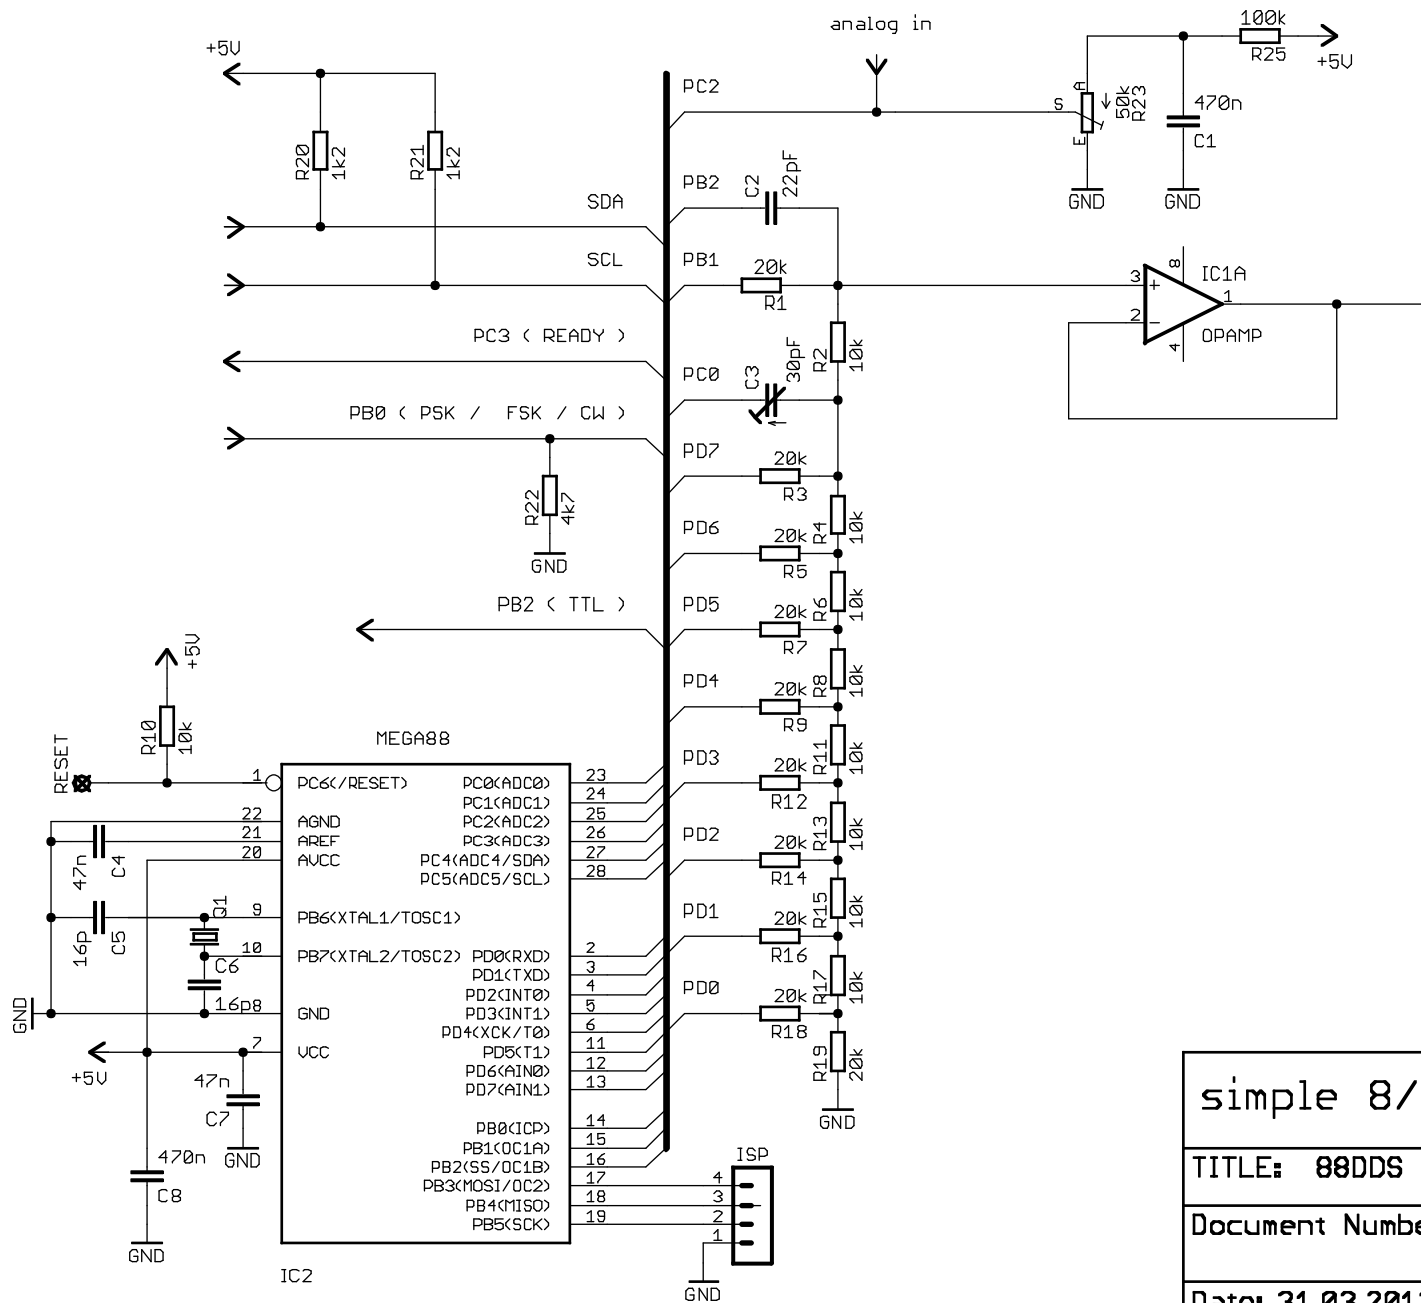 analog in
100k
R25
+5V
+5V
PC2
S
A
E
50k
R23
470n
C1
GND
GND
R20
1k2
R21
1k2
SDA
PB2
C2
22pF
SCL
PB1
20k
R1
3
+
2
-
8
4
1
IC1A
OPAMP
PC3 ( READY )
R2
10k
PC0
C3
30pF
PB0 ( PSK / FSK / CW )
R22
4k7
GND
PD7
20k
R3
R4
10k
PD6
20k
R5
R6
10k
PB2 ( TTL )
PD5
20k
R7
R8
10k
PD4
20k
R9
R11
10k
PD3
20k
R12
R13
10k
PD2
20k
R14
R15
10k
PD1
20k
R16
R17
10k
PD0
20k
R18
R19
20k
GND
+5V
R10
10k
RESET
MEGA88
1 PC6(/RESET) PC0(ADC0) 23
PC1(ADC1) 24
22 AGND PC2(ADC2) 25
21 AREF PC3(ADC3) 26
20 AVCC PC4(ADC4/SDA) 27
PC5(ADC5/SCL) 28
47n
C4
9 PB6(XTAL1/TOSC1)
Q1
16p
C5
10 PB7(XTAL2/TOSC2) PD0(RXD) 2
C6
16p
PD1(TXD) 3
PD2(INT0) 4
8 GND PD3(INT1) 5
GND
PD4(XCK/T0) 6
7 VCC PD5(T1) 11
+5V
PD6(AIN0) 12
PD7(AIN1) 13
47n
C7
GND
PB0(ICP) 14
PB1(OC1A) 15
PB2(SS/OC1B) 16
PB3(MOSI/OC2) 17
PB4(MISO) 18
PB5(SCK) 19
470n
C8
GND
IC2
ISP
4
3
2
1
GND
simple 8/
TITLE: 88DDS
Document Numbe
Date: 31.03.201